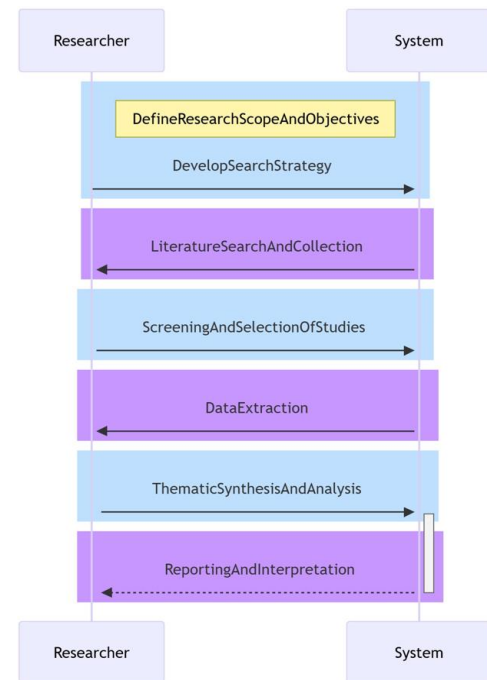 Researcher
System
DefineResearchScopeAndObjectives
DevelopSearchStrategy
LiteratureSearchAndCollection
ScreeningAndSelectionOfStudies
DataExtraction
ThematicSynthesisAndAnalysis
ReportingAndInterpretation
Researcher
System